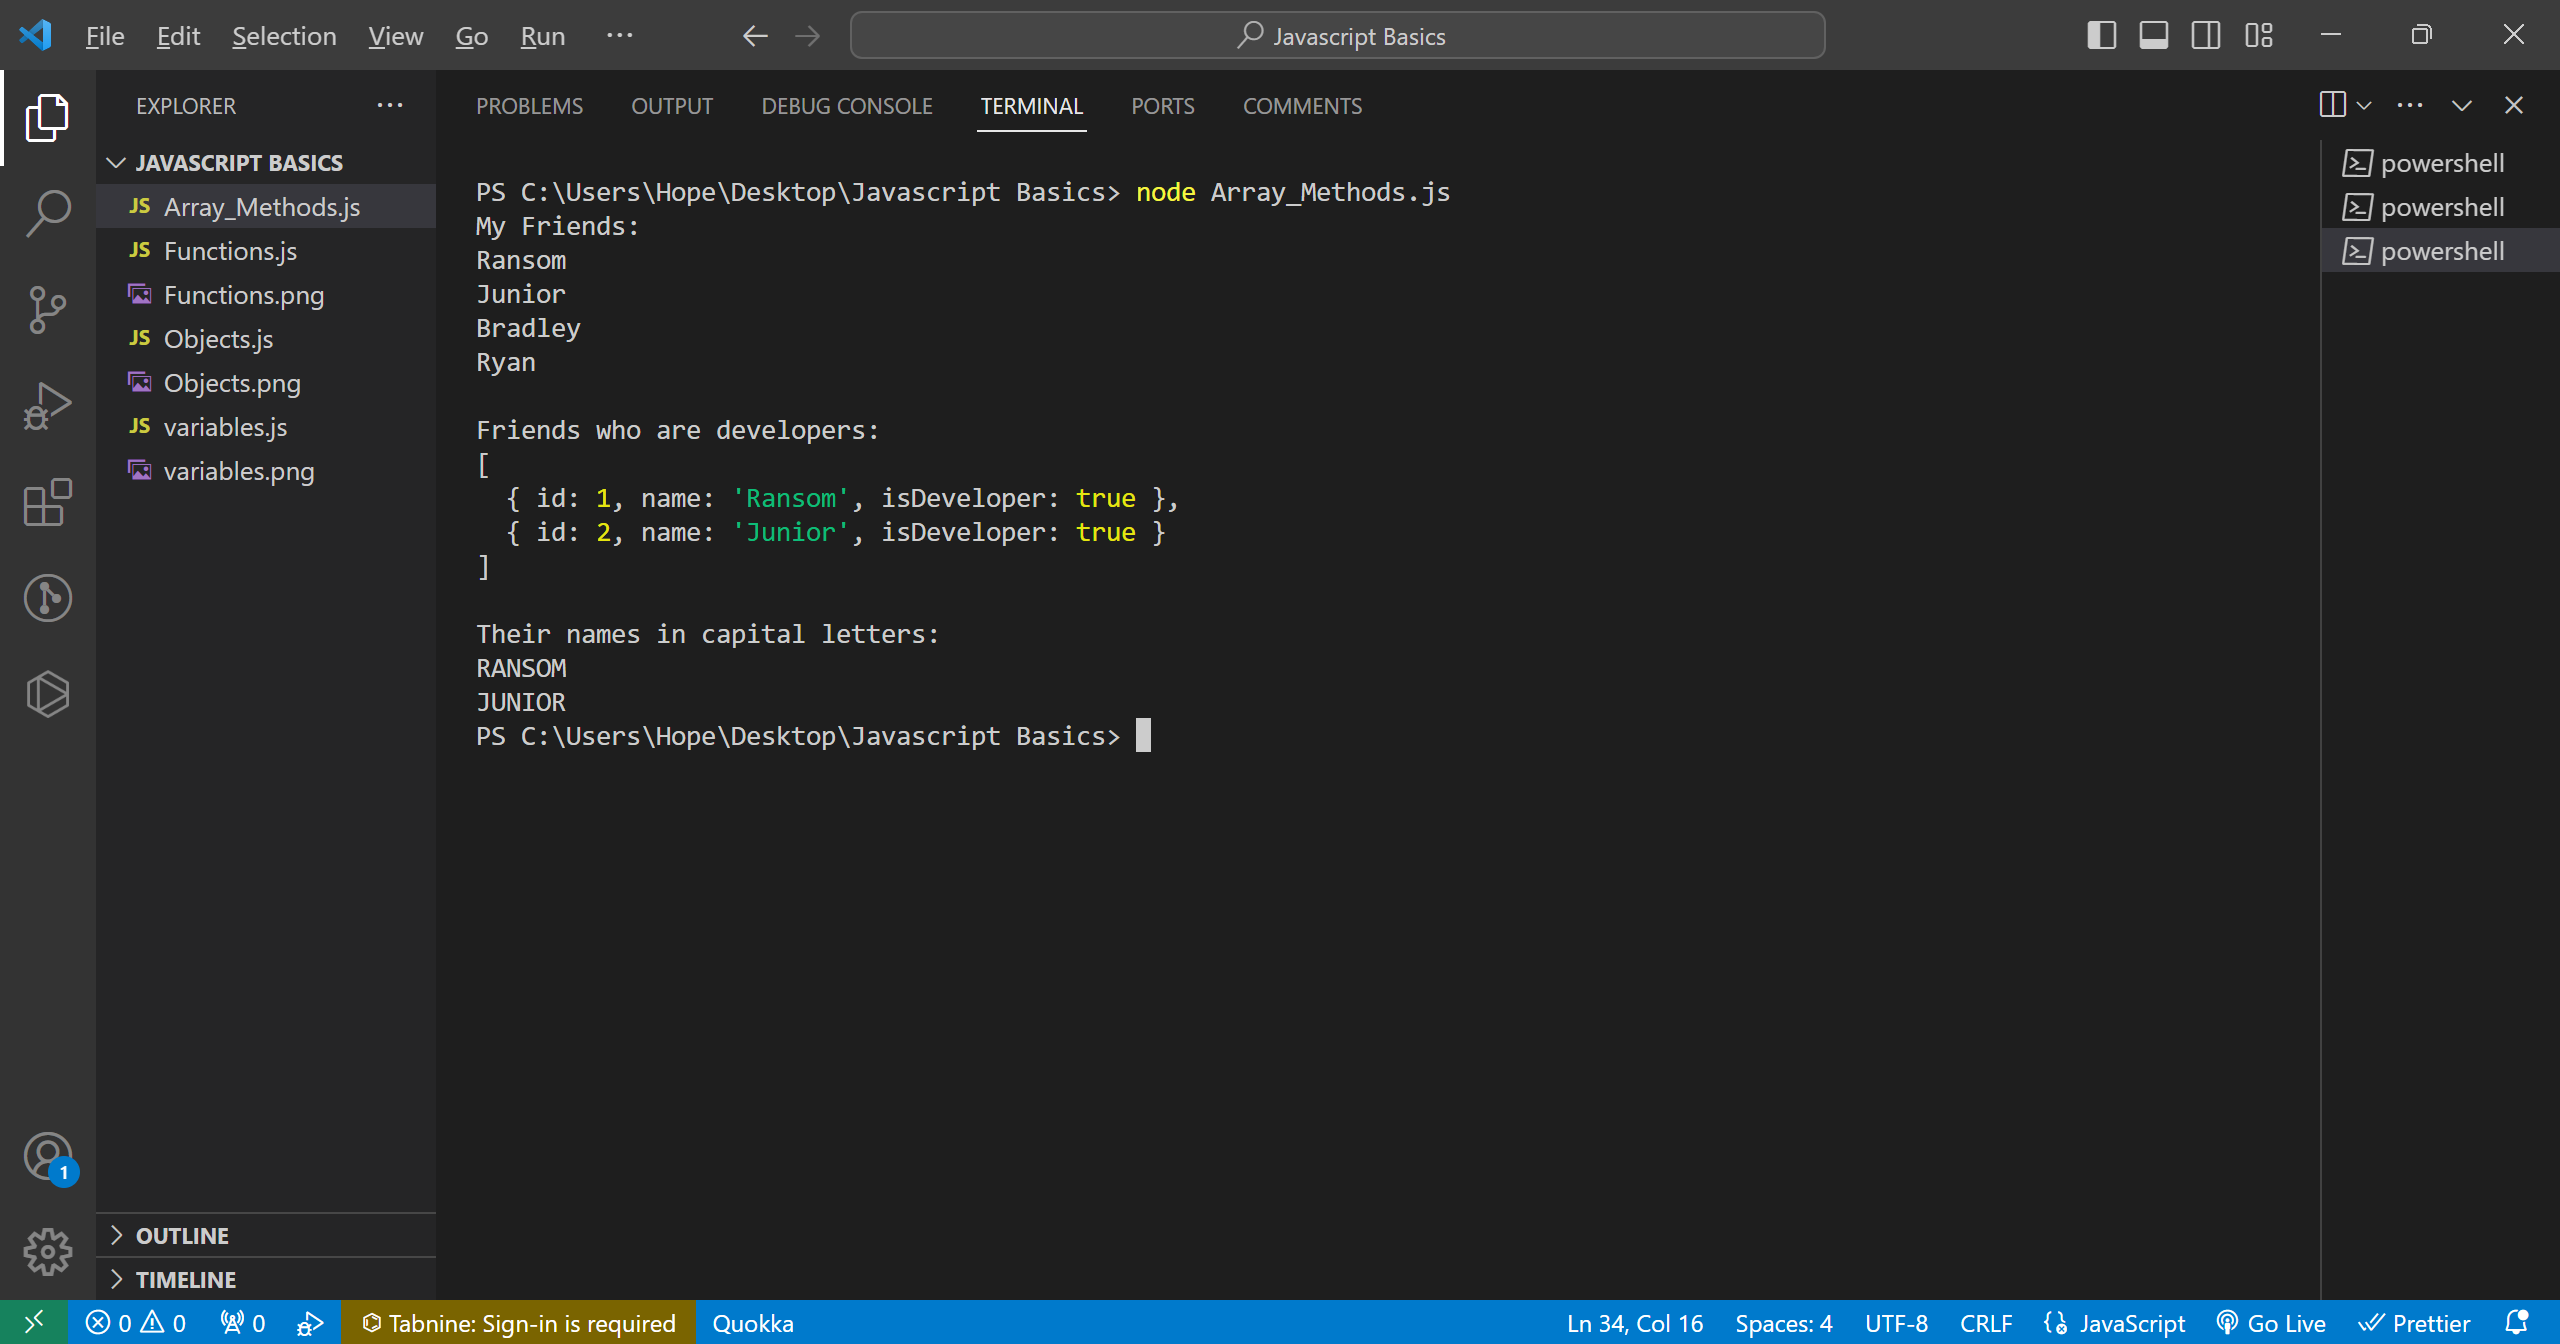 File Edit Selection View Go Run ··· Javascript Basics
EXPLORER ···
JAVASCRIPT BASICS
JS Array_Methods.js
JS Functions.js
Functions.png
JS Objects.js
Objects.png
JS variables.js
variables.png
OUTLINE
TIMELINE
PROBLEMS OUTPUT DEBUG CONSOLE TERMINAL PORTS COMMENTS
PS C:\Users\Hope\Desktop\Javascript Basics> node Array_Methods.js
My Friends:
Ransom
Junior
Bradley
Ryan
Friends who are developers:
[
  { id: 1, name: 'Ransom', isDeveloper: true },
  { id: 2, name: 'Junior', isDeveloper: true }
]
Their names in capital letters:
RANSOM
JUNIOR
PS C:\Users\Hope\Desktop\Javascript Basics>
powershell
powershell
powershell
1
0 0 0 Tabnine: Sign-in is required Quokka Ln 34, Col 16 Spaces: 4 UTF-8 CRLF JavaScript Go Live Prettier